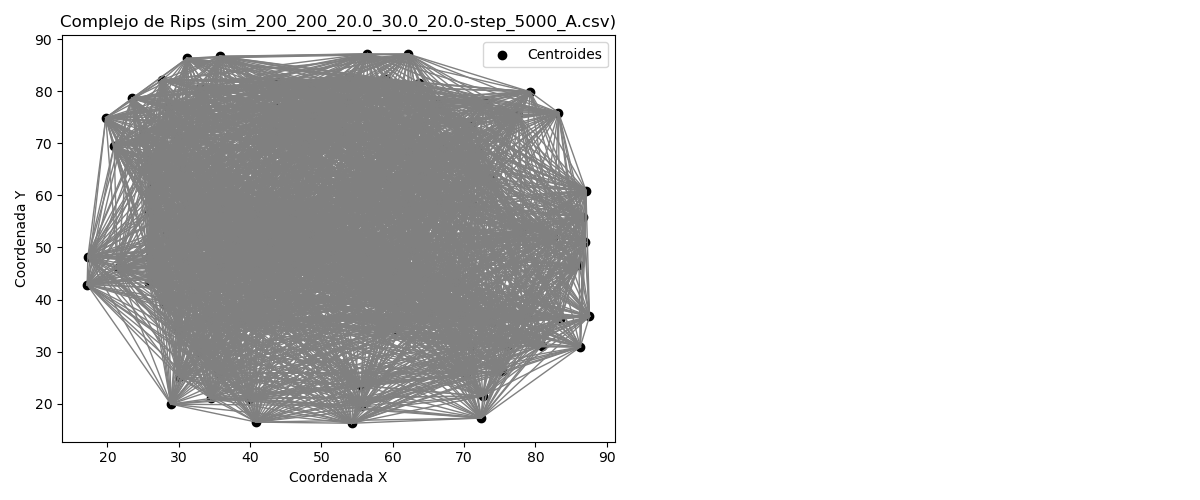 Complejo de Rips (sim_200_200_20.0_30.0_20.0-step_5000_A.csv)
90
Centroides
80
70
60
50
40
30
20
Coordenada Y
20 30 40 50 60 70 80 90
Coordenada X